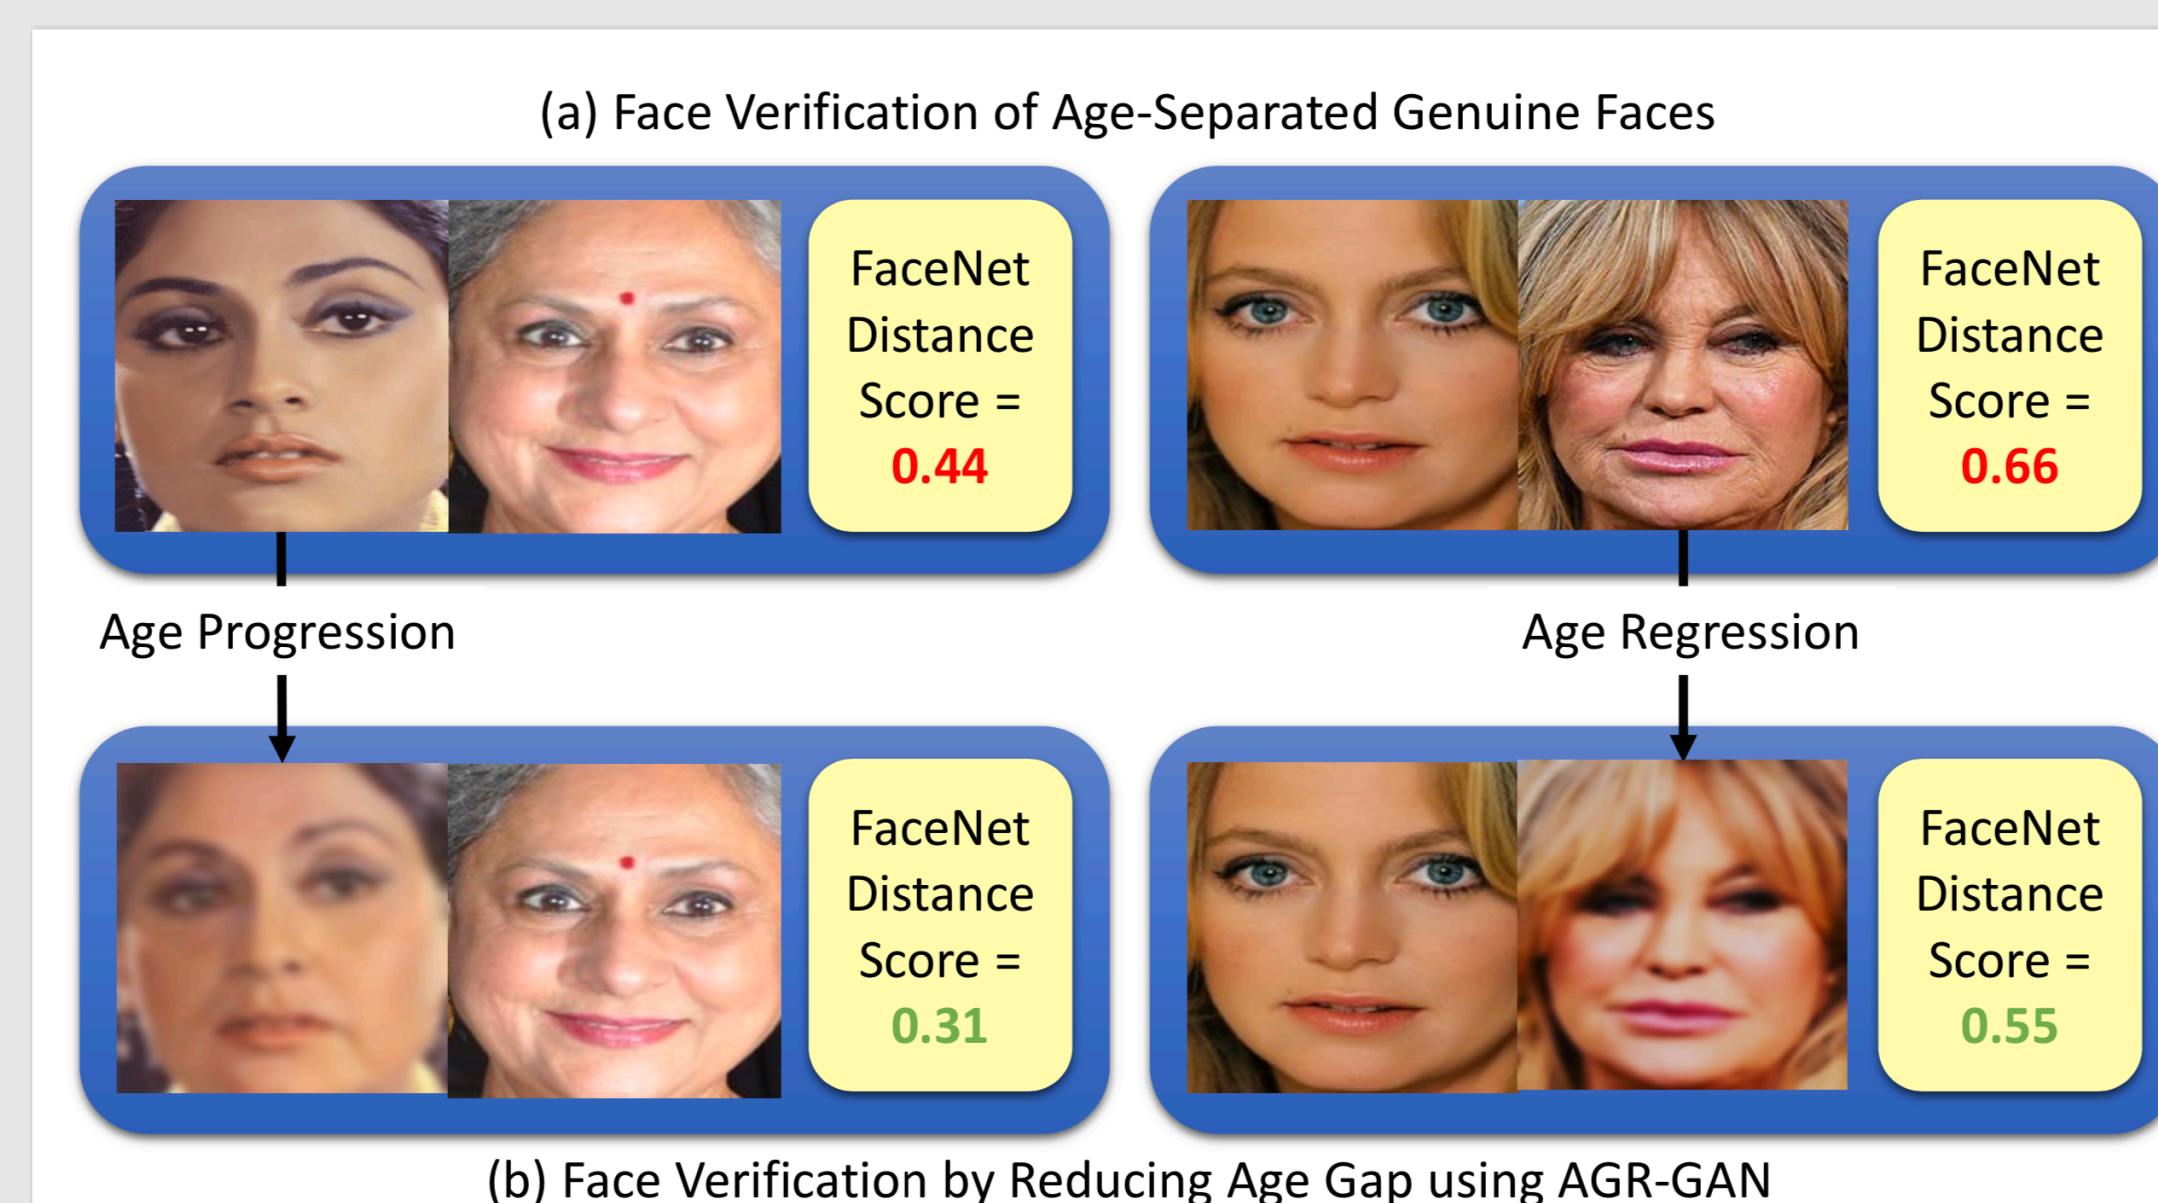 (a) Face Verification of Age-Separated Genuine Faces
FaceNet
Distance
Score =
0.44
FaceNet
Distance
Score =
0.66
Age Progression
Age Regression
FaceNet
Distance
Score =
0.31
FaceNet
Distance
Score =
0.55
(b) Face Verification by Reducing Age Gap using AGR-GAN